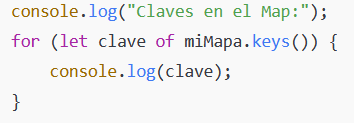 console.log("Claves en el Map:");
for (let clave of miMapa.keys()) {
    console.log(clave);
}